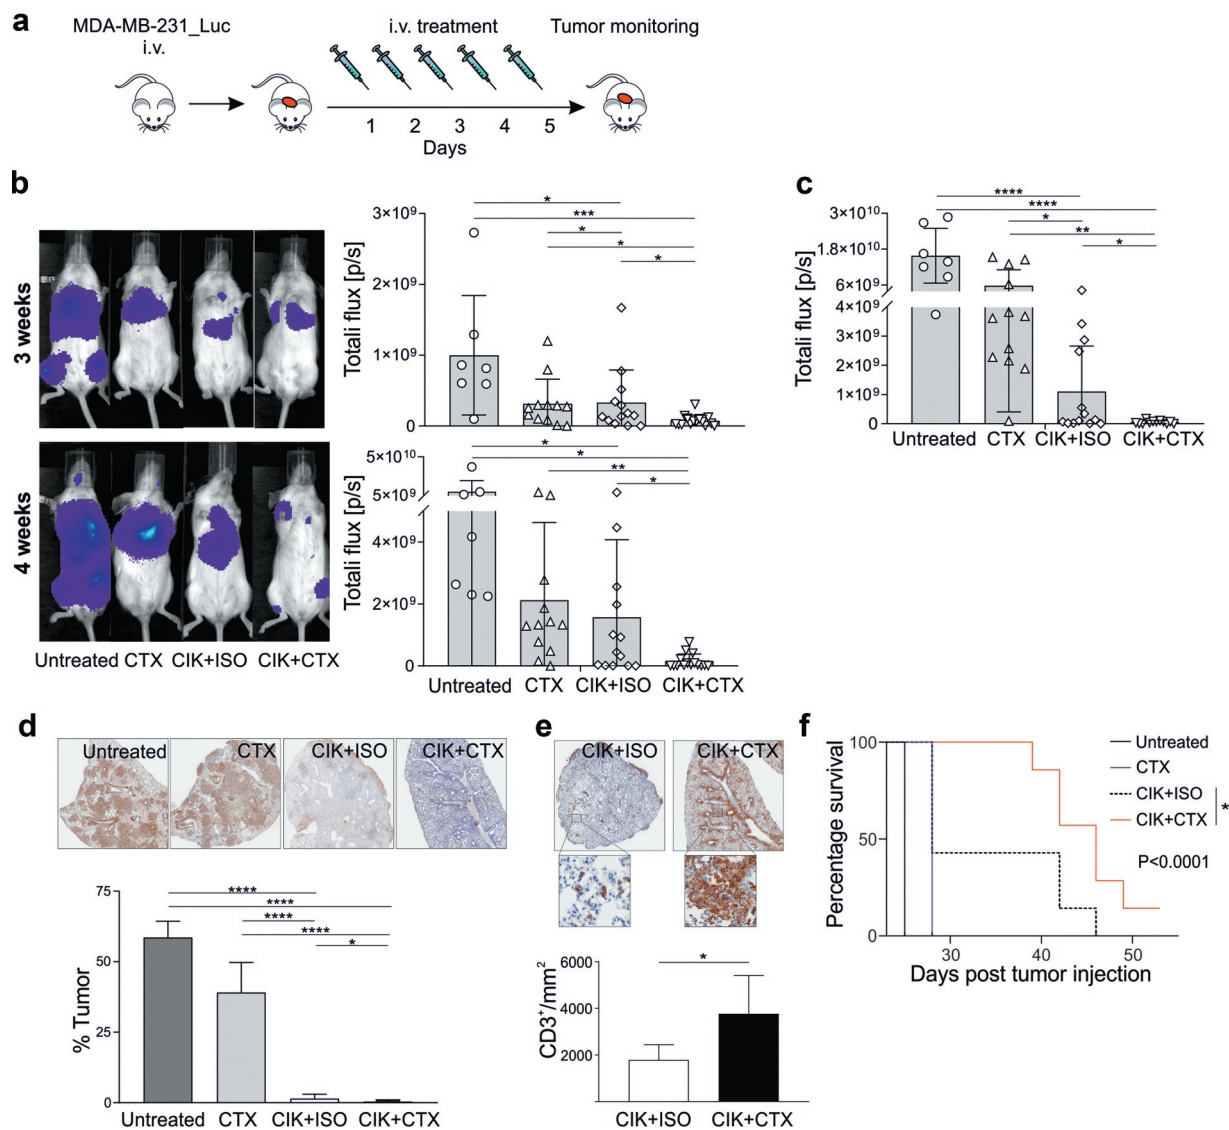 a
MDA-MB-231_Luc
i.v.
i.v. treatment
Tumor monitoring
1 2 3 4 5
Days
b
3 weeks
4 weeks
Untreated CTX CIK+ISO CIK+CTX
Totali flux [p/s]
3×10⁹
2×10⁹
1×10⁹
0
*
***
*
*
*
Totali flux [p/s]
5×10¹⁰
5×10⁹
4×10⁹
2×10⁹
0
*
*
**
*
Untreated CTX CIK+ISO CIK+CTX
c
Totali flux [p/s]
3×10¹⁰
1.8×10¹⁰
6×10⁹
4×10⁹
3×10⁹
2×10⁹
1×10⁹
0
****
****
*
**
*
Untreated CTX CIK+ISO CIK+CTX
d
Untreated CTX CIK+ISO CIK+CTX
% Tumor
75
50
25
0
****
****
****
****
*
Untreated CTX CIK+ISO CIK+CTX
e
CIK+ISO CIK+CTX
CD3⁺/mm²
6000
4000
2000
*
CIK+ISO CIK+CTX
f
Percentage survival
100
50
0
30 40 50
Days post tumor injection
Untreated
CTX
CIK+ISO
CIK+CTX
*
P<0.0001